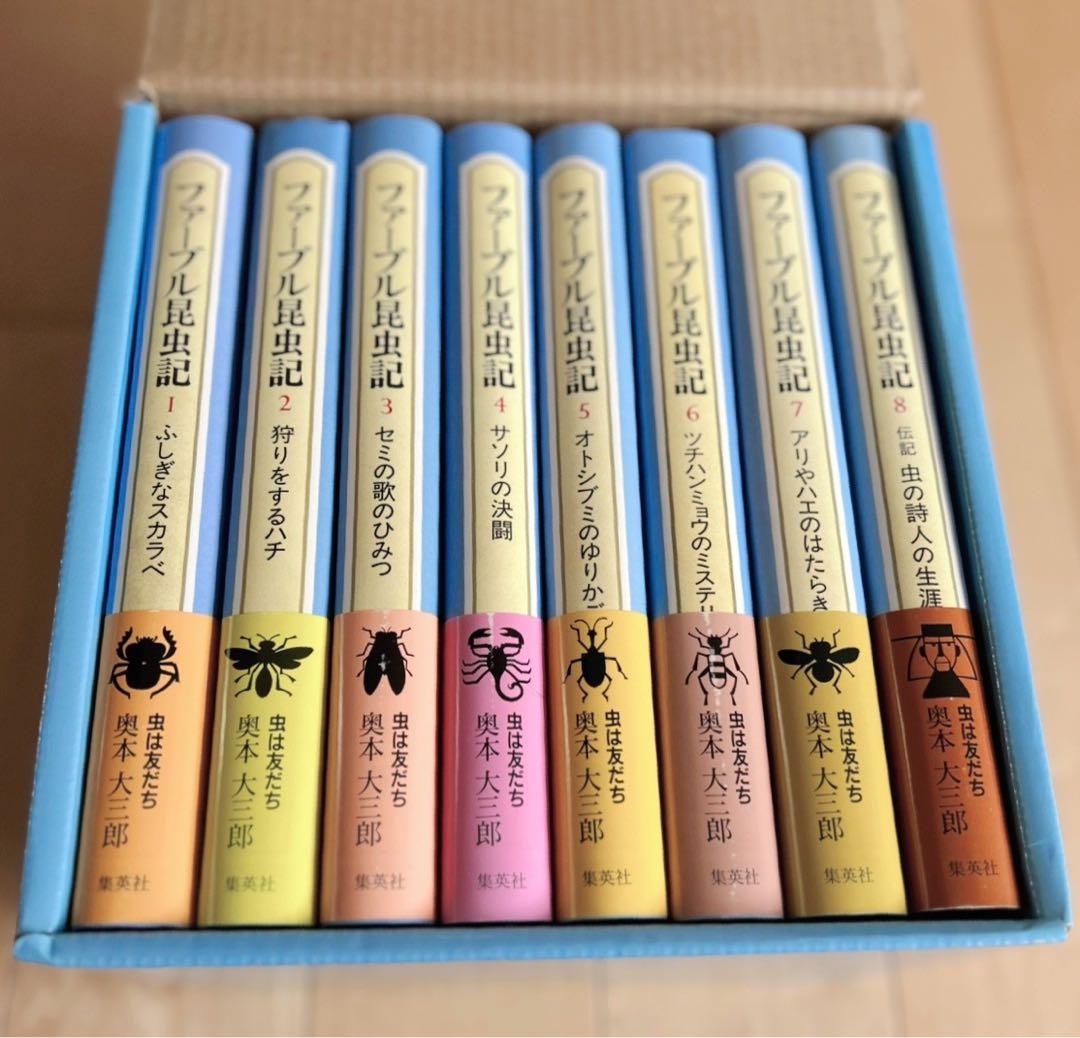 ファーブル昆虫記
1
ふしぎなスカラベ
虫は友だち
奥本大三郎
集英社
ファーブル昆虫記
2
狩りをするハチ
虫は友だち
奥本大三郎
集英社
ファーブル昆虫記
3
セミの歌のひみつ
虫は友だち
奥本大三郎
集英社
ファーブル昆虫記
4
サソリの決闘
虫は友だち
奥本大三郎
集英社
ファーブル昆虫記
5
オトシブミのゆりか
虫は友だち
奥本大三郎
集英社
ファーブル昆虫記
6
ツチハンミョウのミステリ
虫は友だち
奥本大三郎
集英社
ファーブル昆虫記
7
アリやハエのはたらき
虫は友だち
奥本大三郎
集英社
ファーブル昆虫記
8
伝記
虫の詩人の生涯
虫は友だち
奥本大三郎
集英社